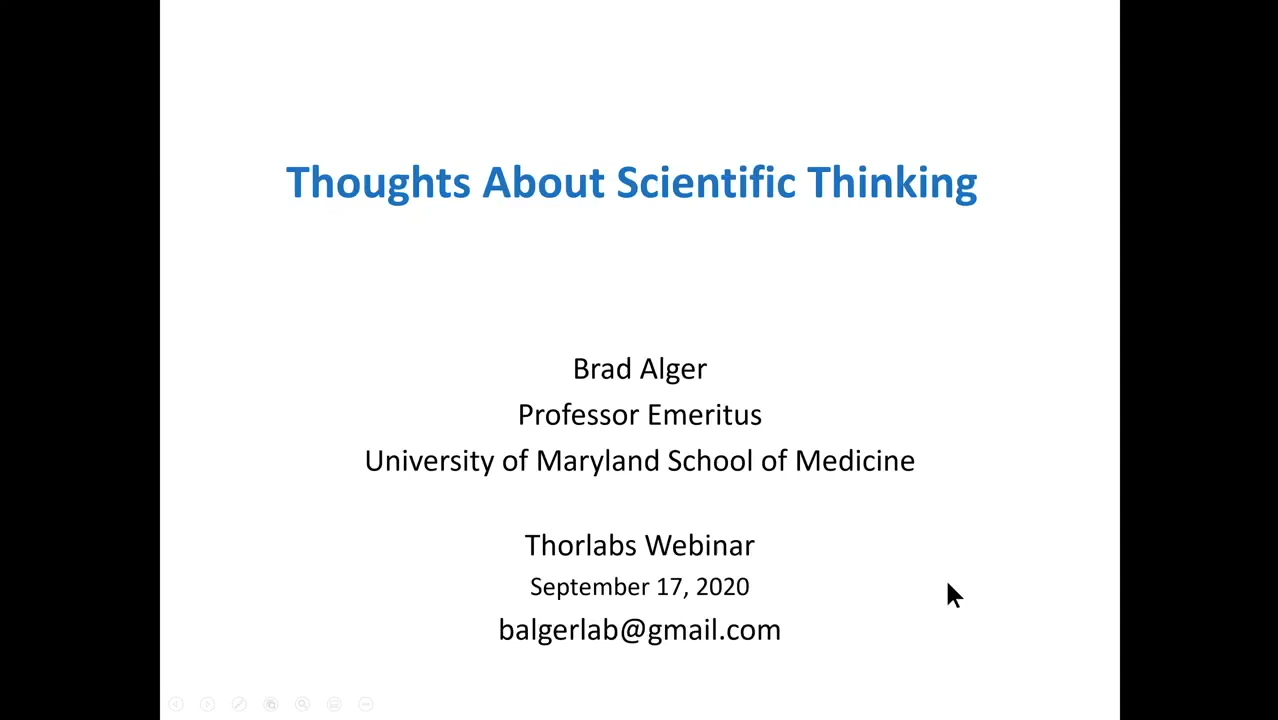 Thoughts About Scientific Thinking
Brad Alger
Professor Emeritus
University of Maryland School of Medicine
Thorlabs Webinar
September 17, 2020
balgerlab@gmail.com